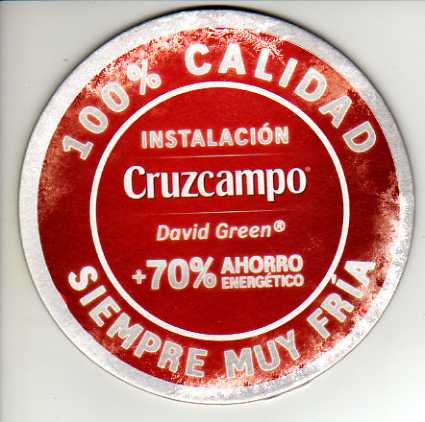 100% CALIDAD
INSTALACIÓN
Cruzcampo®
David Green®
+70% AHORRO
ENERGÉTICO
SIEMPRE MUY FRÍA